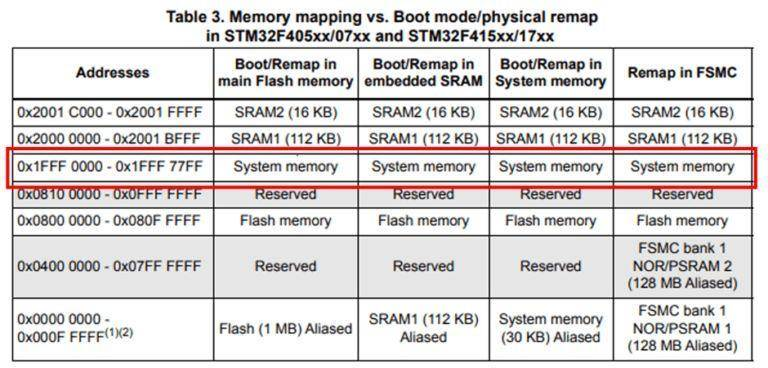 Table 3. Memory mapping vs. Boot mode/physical remap
in STM32F405xx/07xx and STM32F415xx/17xx
Addresses
Boot/Remap in
main Flash memory
Boot/Remap in
embedded SRAM
Boot/Remap in
System memory
Remap in FSMC
0x2001 C000 - 0x2001 FFFF
SRAM2 (16 KB)
SRAM2 (16 KB)
SRAM2 (16 KB)
SRAM2 (16 KB)
0x2000 0000 - 0x2001 BFFF
SRAM1 (112 KB)
SRAM1 (112 KB)
SRAM1 (112 KB)
SRAM1 (112 KB)
0x1FFF 0000 - 0x1FFF 77FF
System memory
System memory
System memory
System memory
0x0810 0000 - 0x0FFF FFFF
Reserved
Reserved
Reserved
Reserved
0x0800 0000 - 0x080F FFFF
Flash memory
Flash memory
Flash memory
Flash memory
0x0400 0000 - 0x07FF FFFF
Reserved
Reserved
Reserved
FSMC bank 1
NOR/PSRAM 2
(128 MB Aliased)
0x0000 0000 -
0x000F FFFF(1)(2)
Flash (1 MB) Aliased
SRAM1 (112 KB)
Aliased
System memory
(30 KB) Aliased
FSMC bank 1
NOR/PSRAM 1
(128 MB Aliased)